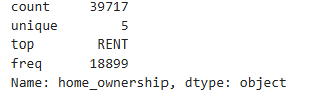 count     39717
unique        5
top        RENT
freq      18899
Name: home_ownership, dtype: object